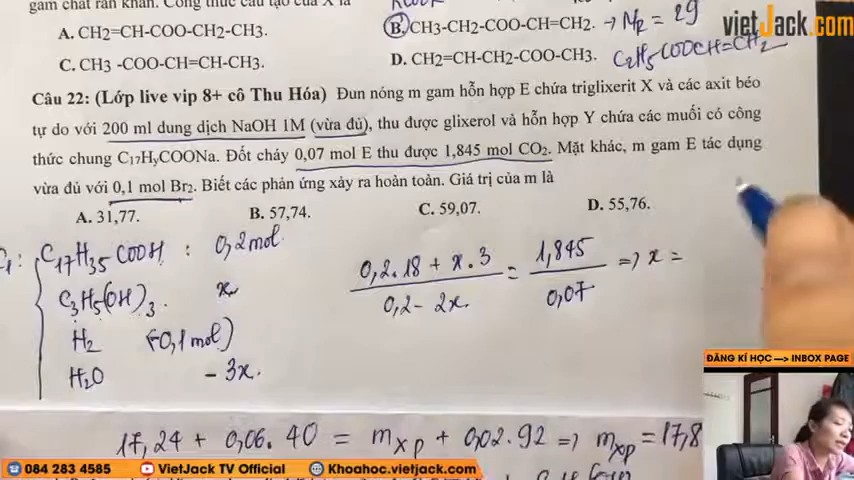 gam chất rắn khan. Công thức cấu tạo của X là
A. CH2=CH-COO-CH2-CH3.
B. CH3-CH2-COO-CH=CH2. → MR = 29
C. CH3 -COO-CH=CH-CH3.
D. CH2=CH-CH2-COO-CH3. C2H5COOCH=CH2
vietJack.com
Câu 22: (Lớp live vip 8+ cô Thu Hóa) Đun nóng m gam hỗn hợp E chứa triglixerit X và các axit béo
tự do với 200 ml dung dịch NaOH 1M (vừa đủ), thu được glixerol và hỗn hợp Y chứa các muối có công
thức chung C17HyCOONa. Đốt cháy 0,07 mol E thu được 1,845 mol CO2. Mặt khác, m gam E tác dụng
vừa đủ với 0,1 mol Br2. Biết các phản ứng xảy ra hoàn toàn. Giá trị của m là
A. 31,77.
B. 57,74.
C. 59,07.
D. 55,76.
C17H35COOH : 0,2mol
C3H5(OH)3. x
H2 (-0,1mol)
H2O - 3x.
0,2.18 + x.3 / 0,2 - 2x = 1,845 / 0,07 => x =
17,24 + 0,06.40 = mxp + 0,02.92 => mxp = 17,8
ĐĂNG KÍ HỌC —> INBOX PAGE
084 283 4585 VietJack TV Official Khoahoc.vietjack.com